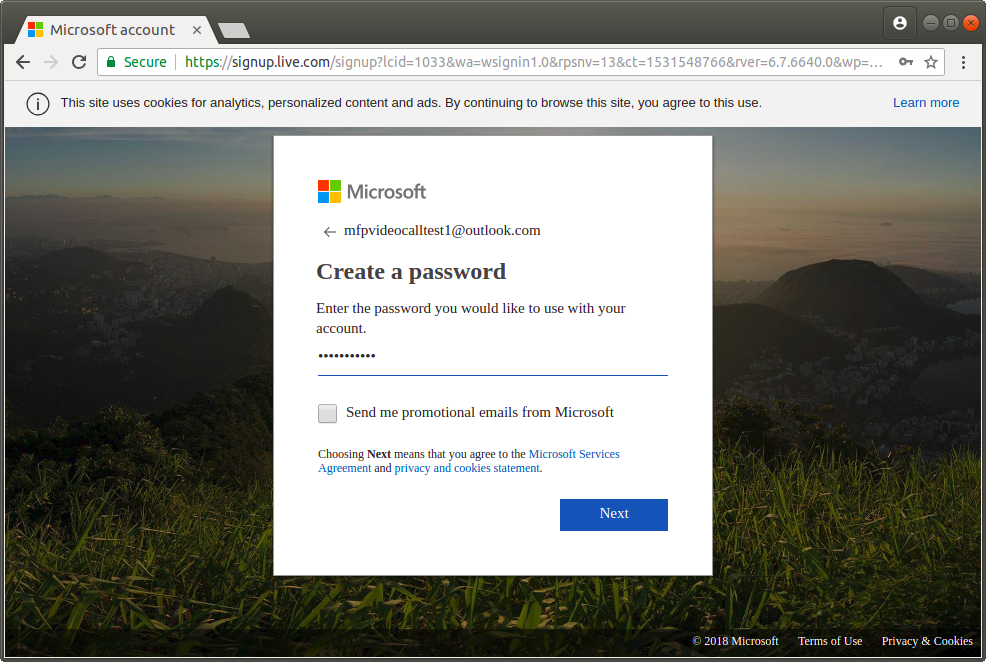 Microsoft account
Secure https://signup.live.com/signup?lcid=1033&wa=wsignin1.0&rpsnv=13&ct=1531548766&rver=6.7.6640.0&wp=...
This site uses cookies for analytics, personalized content and ads. By continuing to browse this site, you agree to this use. Learn more
Microsoft
mfpvideocalltest1@outlook.com
Create a password
Enter the password you would like to use with your
account.
•••••••••••
Send me promotional emails from Microsoft
Choosing Next means that you agree to the Microsoft Services
Agreement and privacy and cookies statement.
Next
© 2018 Microsoft Terms of Use Privacy & Cookies